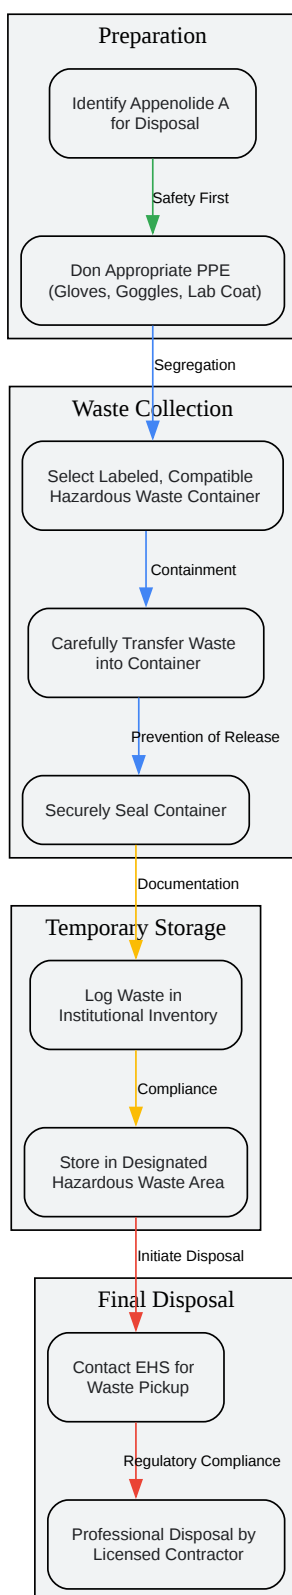 Preparation
Identify Appenolide A
for Disposal
Safety First
Don Appropriate PPE
(Gloves, Goggles, Lab Coat)
Segregation
Waste Collection
Select Labeled, Compatible
Hazardous Waste Container
Containment
Carefully Transfer Waste
into Container
Prevention of Release
Securely Seal Container
Documentation
Temporary Storage
Log Waste in
Institutional Inventory
Compliance
Store in Designated
Hazardous Waste Area
Initiate Disposal
Final Disposal
Contact EHS for
Waste Pickup
Regulatory Compliance
Professional Disposal by
Licensed Contractor